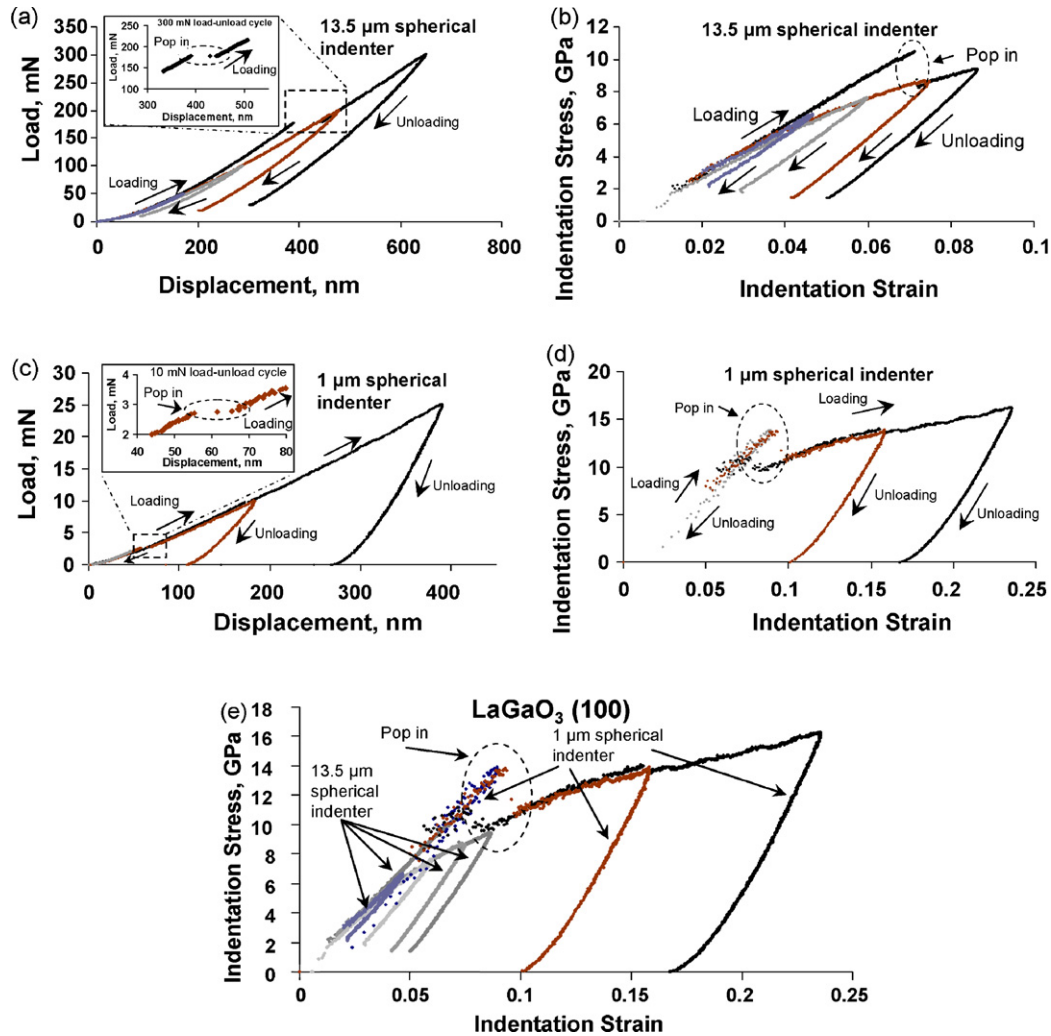 (a)
300 mN load-unload cycle
Load, mN
250
200
150
100
Pop in
Loading
300
400
500
Displacement, nm
13.5 µm spherical
indenter
Load, mN
350
300
250
200
150
100
50
0
Loading
Unloading
0
200
400
600
800
Displacement, nm
(b)
13.5 µm spherical indenter
Indentation Stress, GPa
12
10
8
6
4
2
0
Pop in
Loading
Unloading
0.02
0.04
0.06
0.08
0.1
Indentation Strain
(c)
10 mN load-unload cycle
Load, mN
4
3
2
Pop in
Loading
40
50
60
70
80
Displacement, nm
1 µm spherical
indenter
Load, mN
30
25
20
15
10
5
0
Loading
Unloading
Unloading
0
100
200
300
400
Displacement, nm
(d)
1 µm spherical indenter
Indentation Stress, GPa
20
15
10
5
0
Pop in
Loading
Loading
Unloading
Unloading
Unloading
0
0.05
0.1
0.15
0.2
0.25
Indentation Strain
(e)
LaGaO₃ (100)
Indentation Stress, GPa
18
16
14
12
10
8
6
4
2
0
Pop in
1 µm spherical
indenter
13.5 µm
spherical
indenter
0
0.05
0.1
0.15
0.2
0.25
Indentation Strain